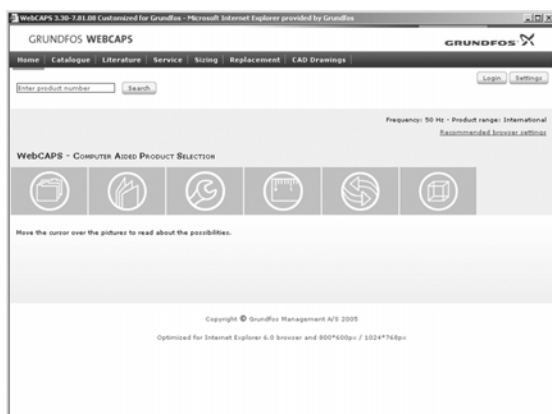 WebCAPS 3.30-7.81.00 Customized for Grundfos - Microsoft Internet Explorer provided by Grundfos
GRUNDFOS WEBCAPS
GRUNDFOS
Home Catalogue Literature Service Sizing Replacement CAD Drawings
Login Settings
Enter product number Search
Frequency: 50 Hz - Product range: International
Recommended browser settings
WebCAPS - Computer Aided Product Selection
Move the cursor over the pictures to read about the possibilities.
Copyright © Grundfos Management A/S 2005
Optimized for Internet Explorer 6.0 browser and 800*600px / 1024*768px